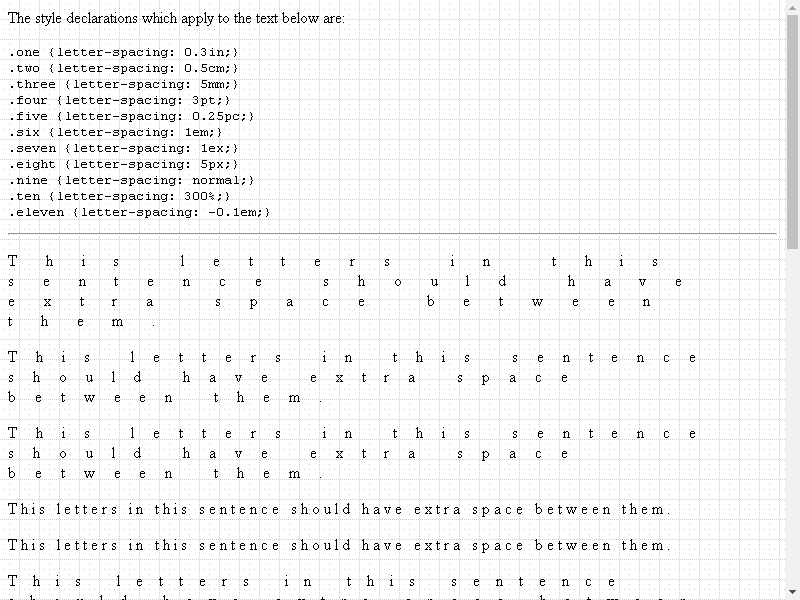 The style declarations which apply to the text below are:
.one {letter-spacing: 0.3in;}
.two {letter-spacing: 0.5cm;}
.three {letter-spacing: 5mm;}
.four {letter-spacing: 3pt;}
.five {letter-spacing: 0.25pc;}
.six {letter-spacing: 1em;}
.seven {letter-spacing: 1ex;}
.eight {letter-spacing: 5px;}
.nine {letter-spacing: normal;}
.ten {letter-spacing: 300%;}
.eleven {letter-spacing: -0.1em;}
This letters in this
sentence should have
extra space between
them.
This letters in this sentence
should have extra space
between them.
This letters in this sentence
should have extra space
between them.
This letters in this sentence should have extra space between them.
This letters in this sentence should have extra space between them.
This letters in this sentence